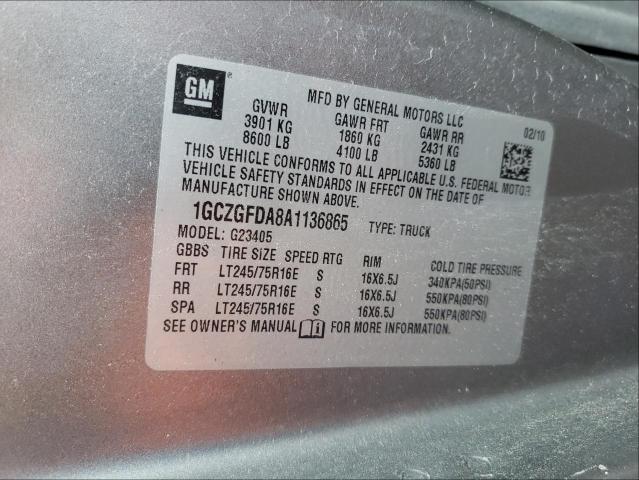 GM
MFD BY GENERAL MOTORS LLC
02/10
GVWR GAWR FRT GAWR RR
3901 KG 1860 KG 2431 KG
8600 LB 4100 LB 5360 LB
THIS VEHICLE CONFORMS TO ALL APPLICABLE U.S. FEDERAL MOTOR
VEHICLE SAFETY STANDARDS IN EFFECT ON THE DATE OF
MANUFACTURE SHOWN ABOVE.
1GCZGFDA8A1136865 TYPE: TRUCK
MODEL: G23405
GBBS TIRE SIZE SPEED RTG RIM COLD TIRE PRESSURE
FRT LT245/75R16E S 16X6.5J 340KPA(50PSI)
RR LT245/75R16E S 16X6.5J 550KPA(80PSI)
SPA LT245/75R16E S 16X6.5J 550KPA(80PSI)
SEE OWNER'S MANUAL FOR MORE INFORMATION.